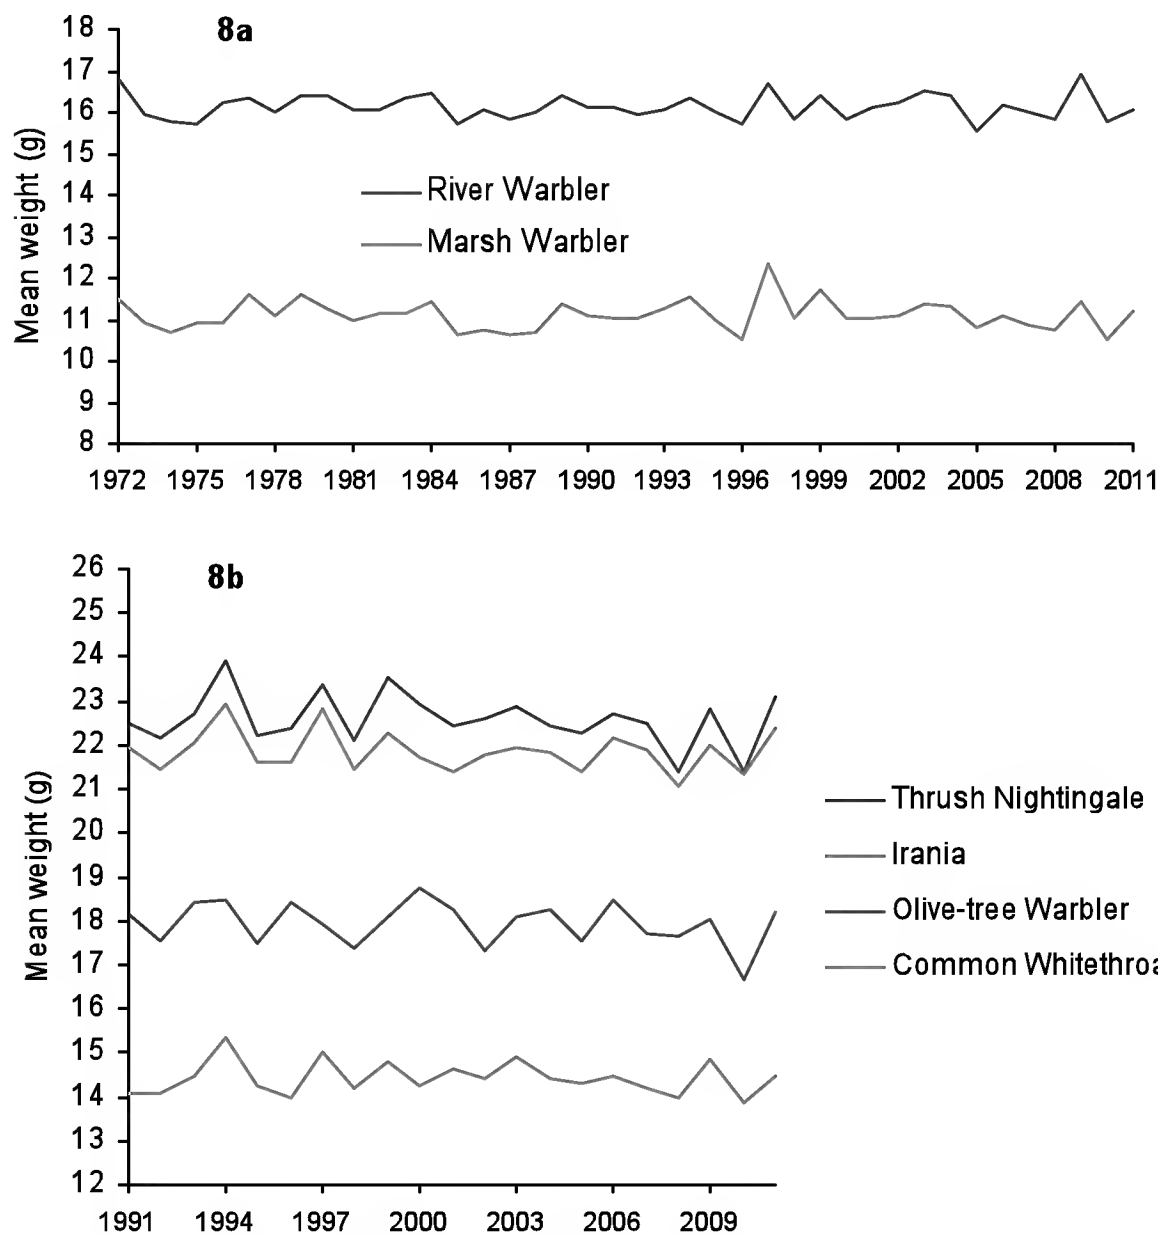 8a
18
17
16
15
14
13
12
11
10
9
8
Mean weight (g)
River Warbler
Marsh Warbler
1972 1975 1978 1981 1984 1987 1990 1993 1996 1999 2002 2005 2008 2011
8b
26
25
24
23
22
21
20
19
18
17
16
15
14
13
12
Mean weight (g)
Thrush Nightingale
Irania
Olive-tree Warbler
Common Whitethroa
1991 1994 1997 2000 2003 2006 2009